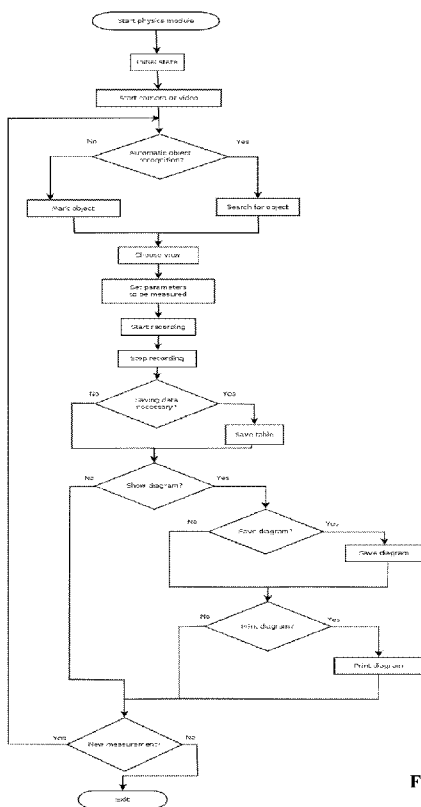 Start physics module
Initial state
Start camera or video
No
Automatic object
recognition?
Yes
Mark object
Search for object
Choose view
Set parameters
to be measured
Start recording
Stop recording
No
Saving data
necessary?
Yes
Save table
No
Show diagram?
Yes
No
Save diagram?
Yes
Save diagram
No
Print diagram?
Yes
Print diagram
Yes
New measurement?
No
Exit
F